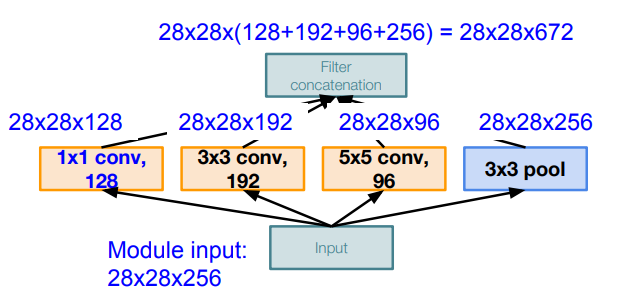 28x28x(128+192+96+256) = 28x28x672
Filter
concatenation
28x28x128
28x28x192
28x28x96
28x28x256
1x1 conv,
128
3x3 conv,
192
5x5 conv,
96
3x3 pool
Input
Module input:
28x28x256